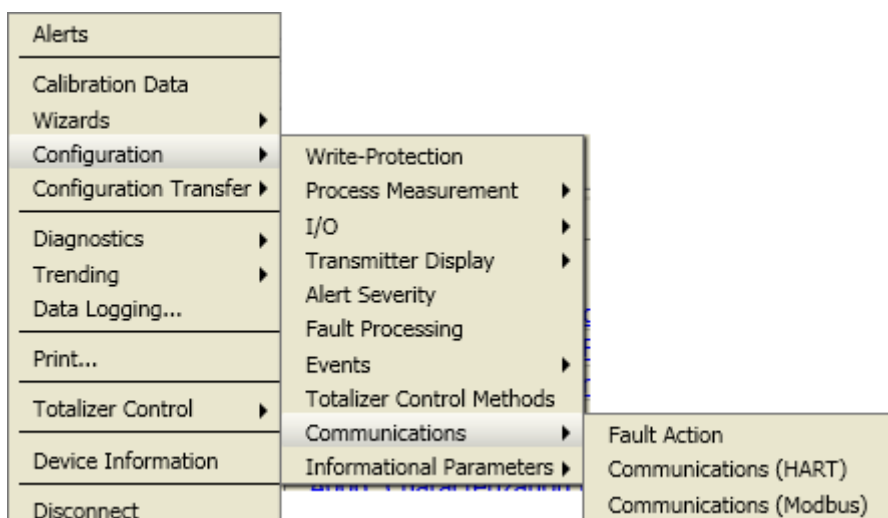 Alerts
Calibration Data
Wizards
Configuration
Configuration Transfer
Diagnostics
Trending
Data Logging...
Print...
Totalizer Control
Device Information
Disconnect
Write-Protection
Process Measurement
I/O
Transmitter Display
Alert Severity
Fault Processing
Events
Totalizer Control Methods
Communications
Informational Parameters
Fault Action
Communications (HART)
Communications (Modbus)